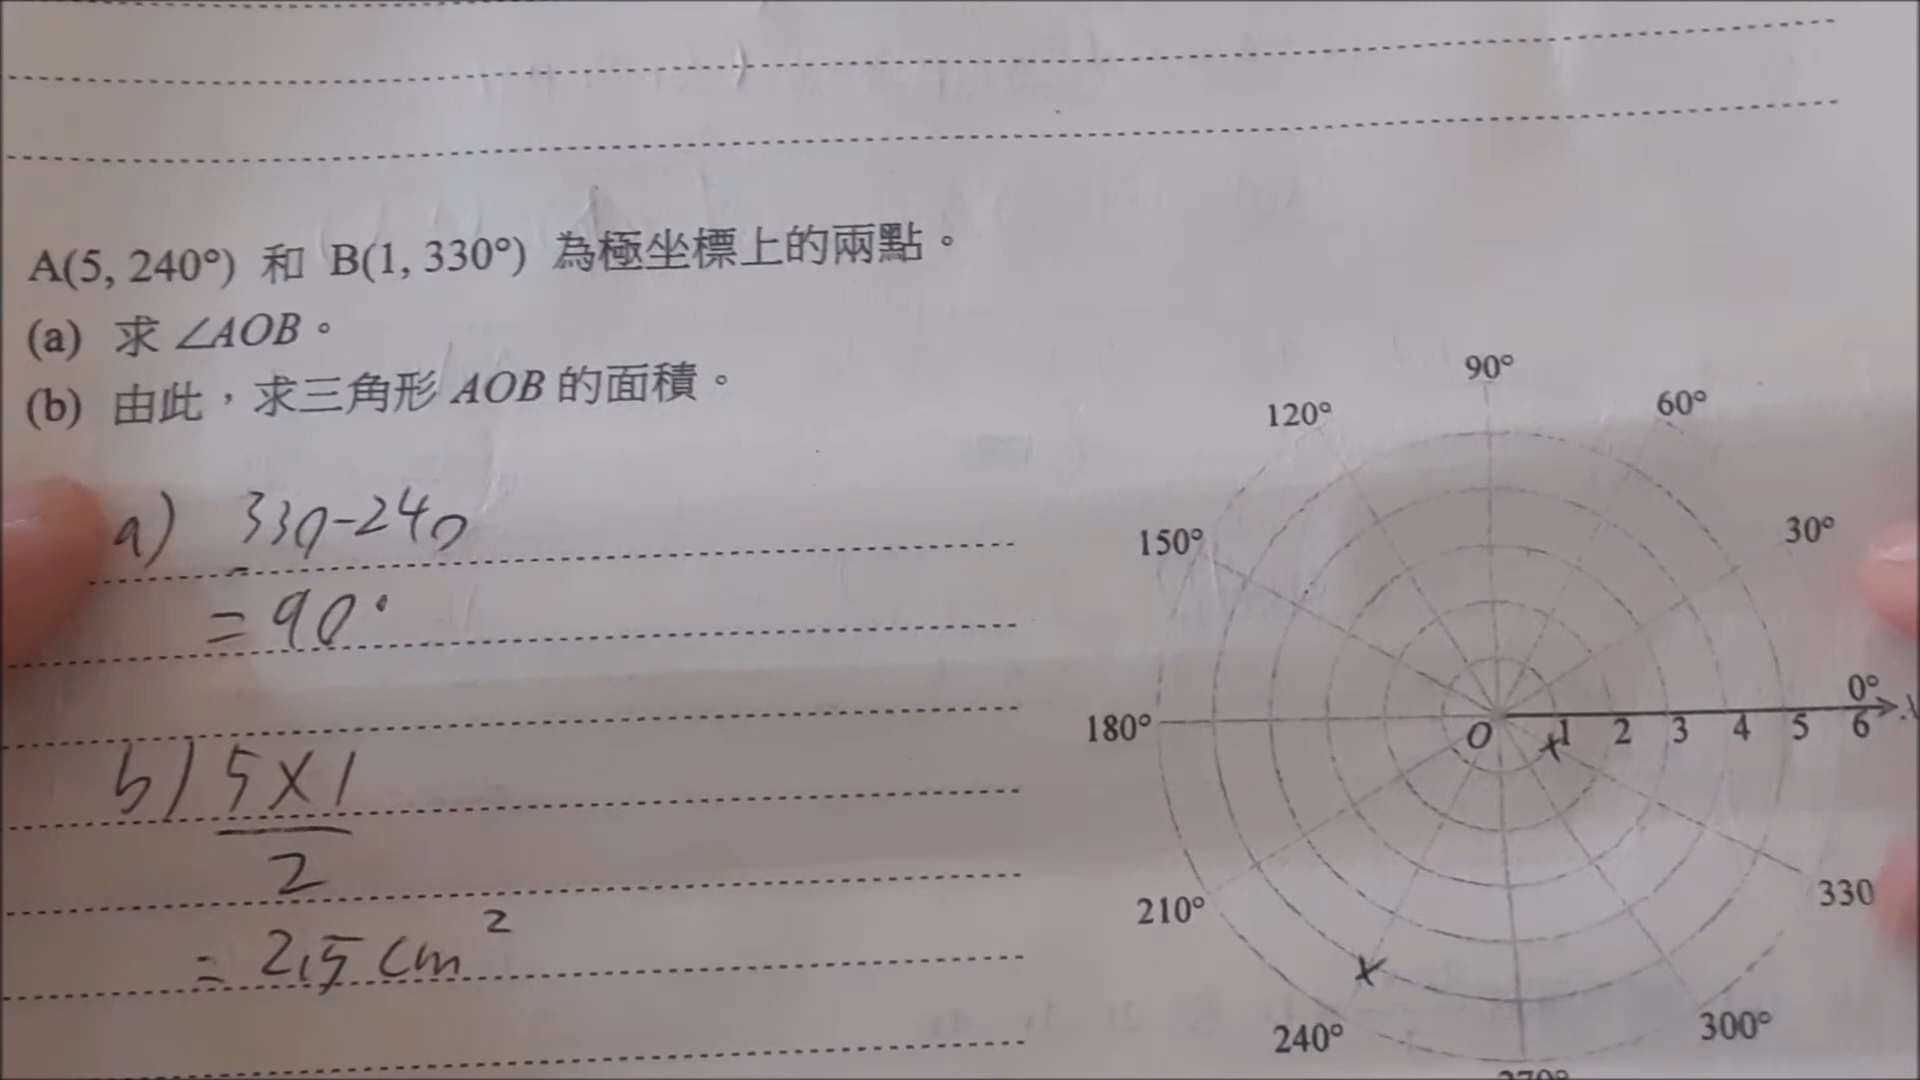 A(5, 240°) 和 B(1, 330°) 為極坐標上的兩點。
(a) 求 ∠AOB。
(b) 由此，求三角形 AOB 的面積。
a) 330-240
= 90°
b) 5×1
2
= 2.5 cm²
90°
120°
60°
150°
30°
180°
O
1 2 3 4 5 6
0°
210°
330
240°
300°
270°